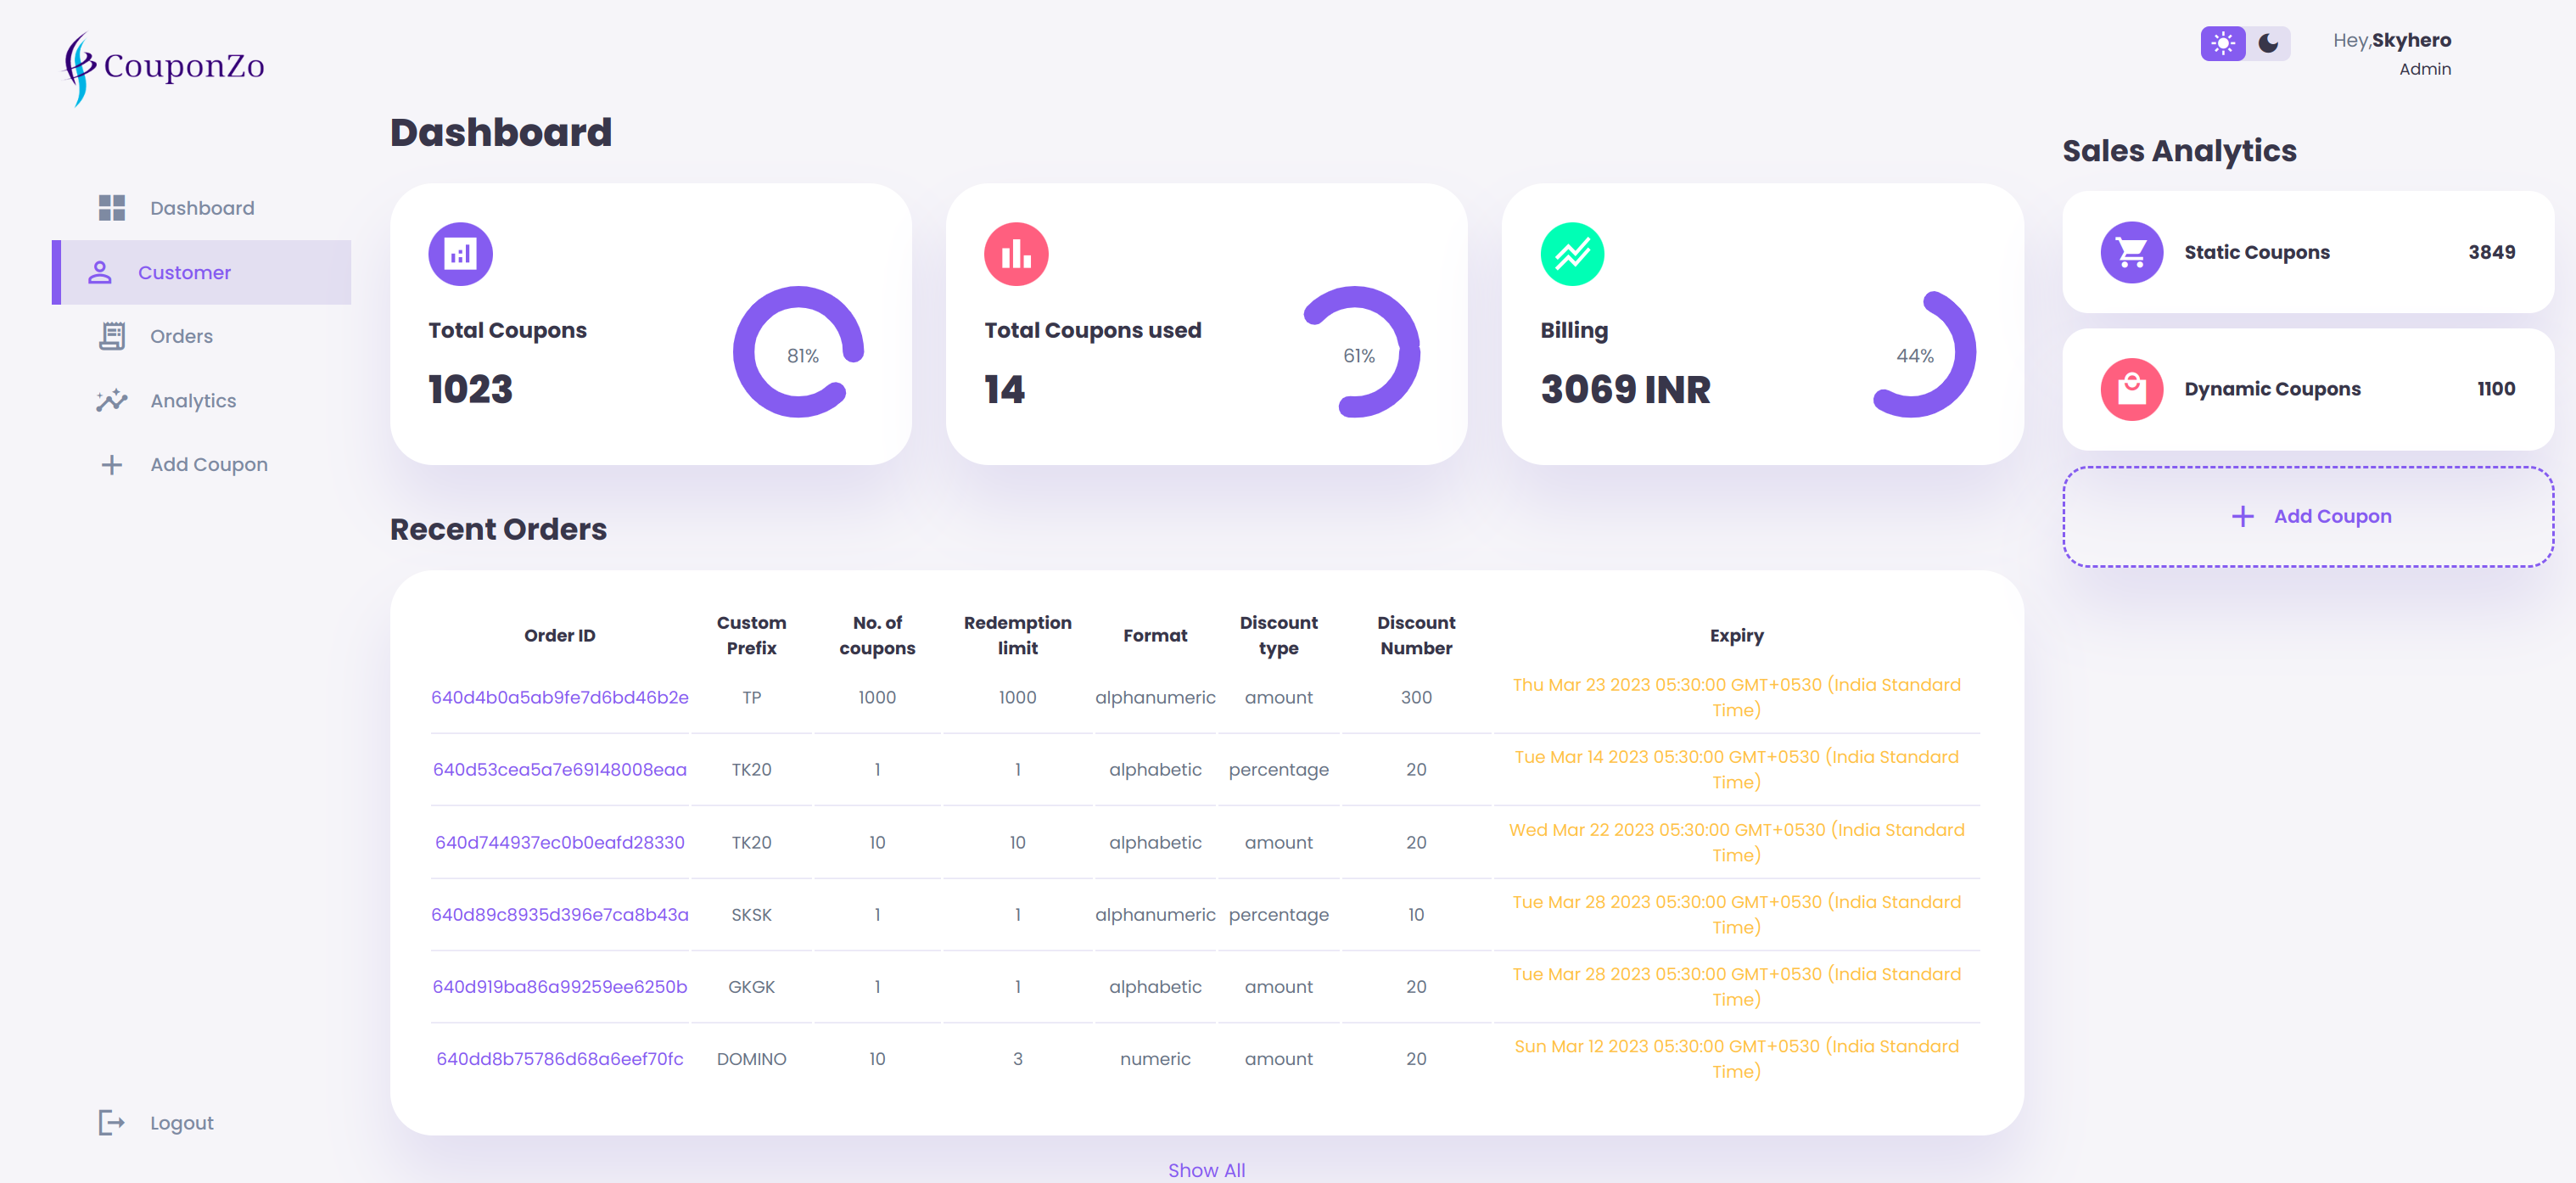 CouponZo
Hey,Skyhero
Admin
Dashboard
Customer
Orders
Analytics
Add Coupon
Logout
Dashboard
Total Coupons
1023
81%
Total Coupons used
14
61%
Billing
3069 INR
44%
Recent Orders
Order ID Custom Prefix No. of coupons Redemption limit Format Discount type Discount Number Expiry
640d4b0a5ab9fe7d6bd46b2e TP 1000 1000 alphanumeric amount 300 Thu Mar 23 2023 05:30:00 GMT+0530 (India Standard Time)
640d53cea5a7e69148008eaa TK20 1 1 alphabetic percentage 20 Tue Mar 14 2023 05:30:00 GMT+0530 (India Standard Time)
640d744937ec0b0eafd28330 TK20 10 10 alphabetic amount 20 Wed Mar 22 2023 05:30:00 GMT+0530 (India Standard Time)
640d89c8935d396e7ca8b43a SKSK 1 1 alphanumeric percentage 10 Tue Mar 28 2023 05:30:00 GMT+0530 (India Standard Time)
640d919ba86a99259ee6250b GKGK 1 1 alphabetic amount 20 Tue Mar 28 2023 05:30:00 GMT+0530 (India Standard Time)
640dd8b75786d68a6eef70fc DOMINO 10 3 numeric amount 20 Sun Mar 12 2023 05:30:00 GMT+0530 (India Standard Time)
Show All
Sales Analytics
Static Coupons 3849
Dynamic Coupons 1100
Add Coupon